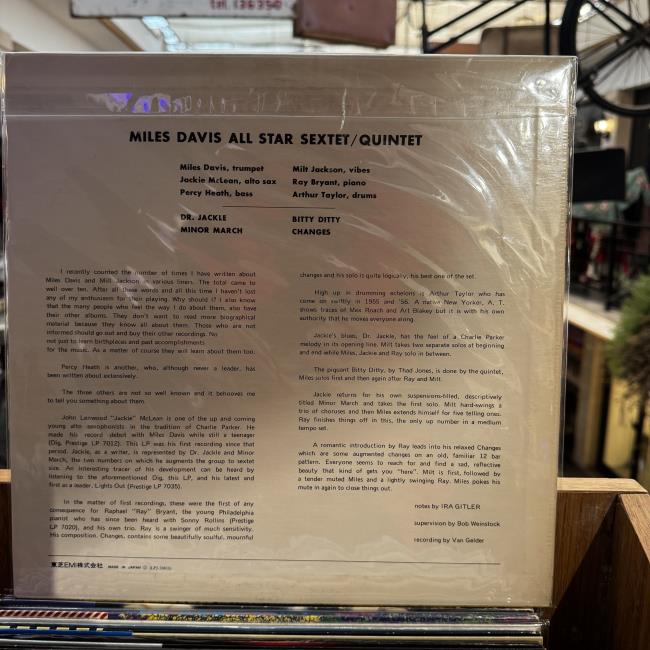 tel. 136350
MILES DAVIS ALL STAR SEXTET/QUINTET
Miles Davis, trumpet
Jackie McLean, alto sax
Percy Heath, bass
Milt Jackson, vibes
Ray Bryant, piano
Arthur Taylor, drums
DR. JACKLE
MINOR MARCH
BITTY DITTY
CHANGES
I recently counted the number of times I have written about
Miles Davis and Milt Jackson in various liners. The total came to
well over ten. After all these words and all this time I haven't lost
any of my enthusiasm for their playing. Why should I? I also know
that the many people who feel the way I do about them, also have
their other albums. They don't want to read more biographical
material because they know all about them. Those who are not
informed should go out and buy their other recordings. No
not just to learn birthplaces and past accomplishments
for the music. As a matter of course they will learn about them too.
Percy Heath is another, who, although never a leader, has
been written about extensively.
The three others are not so well known and it behooves me
to tell you something about them.
John Lenwood "Jackie" McLean is one of the up and coming
young alto saxophonists in the tradition of Charlie Parker. He
made his record debut with Miles Davis while still a teenager
(Dig, Prestige LP 7012). This LP was his first recording since that
period. Jackie, as a writer, is represented by Dr. Jackle and Minor
March, the two numbers on which he augments the group to sextet
size. An interesting tracer of his development can be heard by
listening to the aforementioned Dig, this LP, and his latest and
first as a leader, Lights Out (Prestige LP 7035).
In the matter of first recordings, these were the first of any
consequence for Raphael "Ray" Bryant, the young Philadelphia
pianist who has since been heard with Sonny Rollins (Prestige
LP 7020), and his own trio. Ray is a swinger of much sensitivity.
His composition, Changes, contains some beautifully soulful, mournful
changes and his solo is quite logically, his best one of the set.
High up in drumming echelons is Arthur Taylor who has
come on swiftly in 1955 and '56. A native New Yorker, A. T.
shows traces of Max Roach and Art Blakey but it is with his own
authority that he moves everyone along.
Jackie's blues, Dr. Jackle, has the feel of a Charlie Parker
melody in its opening line. Milt takes two separate solos at beginning
and end while Miles, Jackie and Ray solo in between.
The piquant Bitty Ditty, by Thad Jones, is done by the quintet,
Miles solos first and then again after Ray and Milt.
Jackie returns for his own suspensions-filled, descriptively
titled Minor March and takes the first solo. Milt hard-swings a
trio of choruses and then Miles extends himself for five telling ones.
Ray finishes things off in this, the only up number in a medium
tempo set.
A romantic introduction by Ray leads into his relaxed Changes
which are some augmented changes on an old, familiar 12 bar
pattern. Everyone seems to reach for and find a sad, reflective
beauty that kind of gets you "here". Milt is first, followed by
a tender muted Miles and a lightly swinging Ray. Miles pokes his
mute in again to close things out.
notes by IRA GITLER
supervision by Bob Weinstock
recording by Van Gelder
東芝EMI株式会社 MADE IN JAPAN